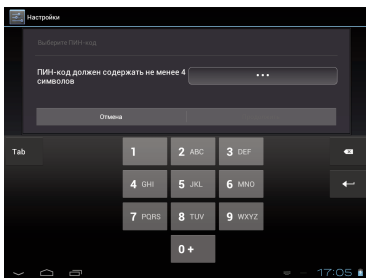 Настройки
Выберите ПИН-код
ПИН-код должен содержать не менее 4
символов
•••
Отмена
Tab
1
2 ABC
3 DEF
4 GHI
5 JKL
6 MNO
7 PQRS
8 TUV
9 WXYZ
0 +
17:05